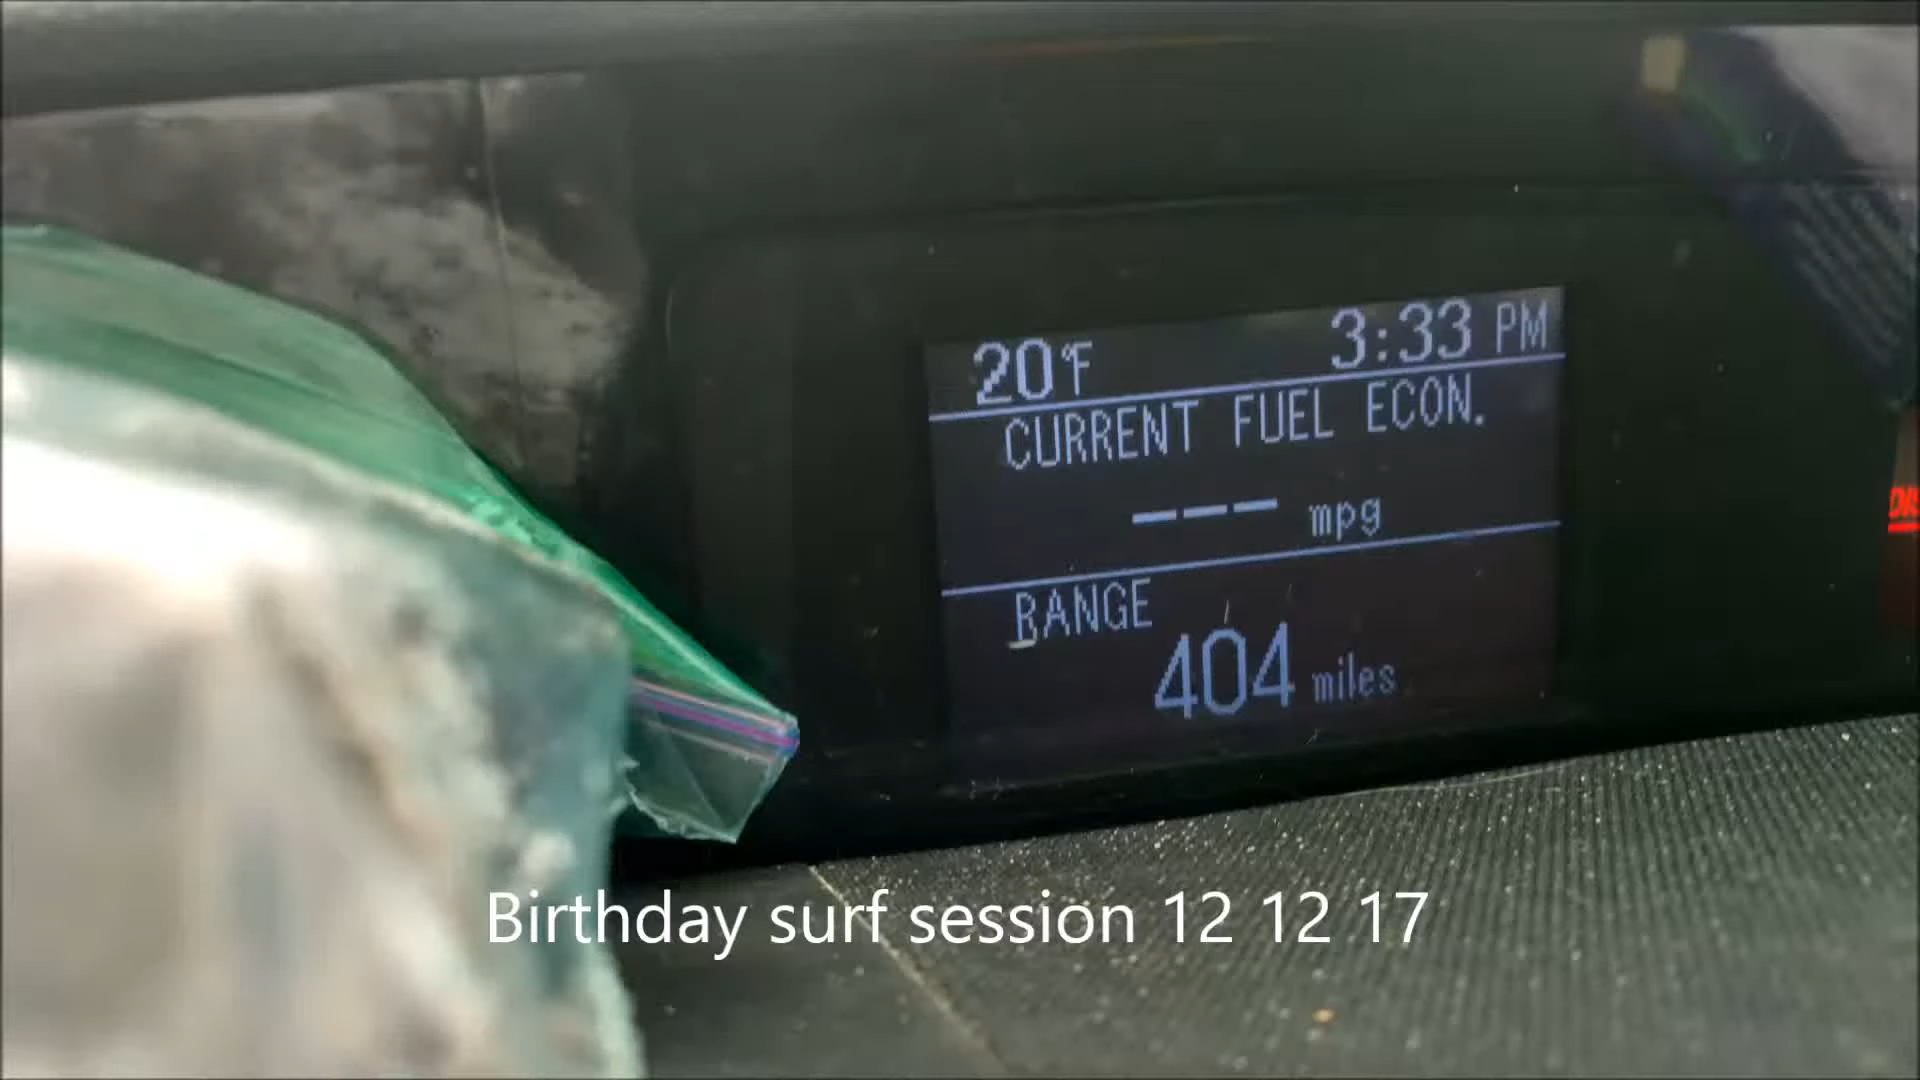 20°F 3:33 PM
CURRENT FUEL ECON.
--- mpg
RANGE
404 miles
Birthday surf session 12 12 17